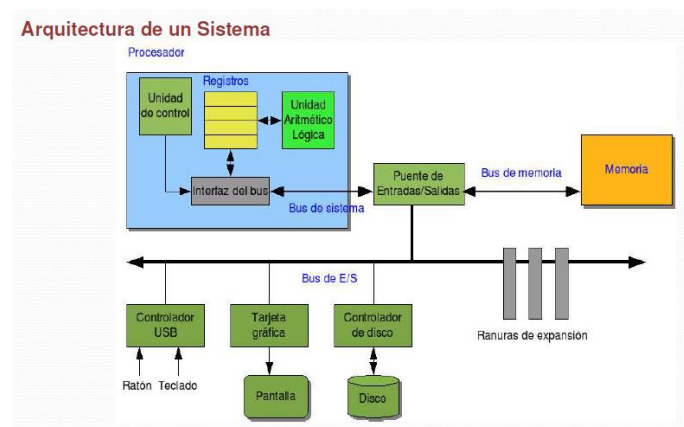 Arquitectura de un Sistema
Procesador
Registros
Unidad
de control
Unidad
Aritmético
Lógica
Interfaz del bus
Bus de sistema
Puente de
Entradas/Salidas
Bus de memoria
Memoria
Bus de E/S
Controlador
USB
Tarjeta
gráfica
Controlador
de disco
Ranuras de expansión
Ratón Teclado
Pantalla
Disco